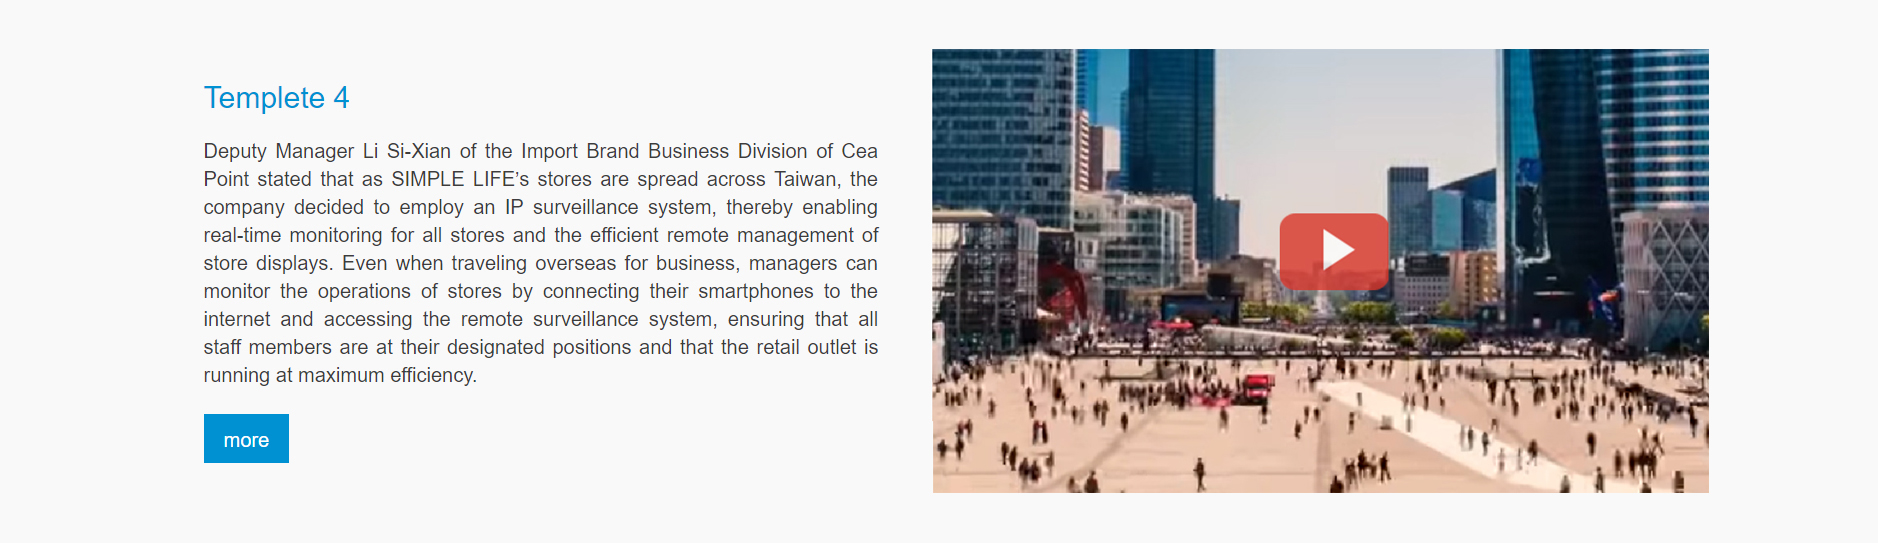 Templete 4
Deputy Manager Li Si-Xian of the Import Brand Business Division of Cea
Point stated that as SIMPLE LIFE’s stores are spread across Taiwan, the
company decided to employ an IP surveillance system, thereby enabling
real-time monitoring for all stores and the efficient remote management of
store displays. Even when traveling overseas for business, managers can
monitor the operations of stores by connecting their smartphones to the
internet and accessing the remote surveillance system, ensuring that all
staff members are at their designated positions and that the retail outlet is
running at maximum efficiency.
more